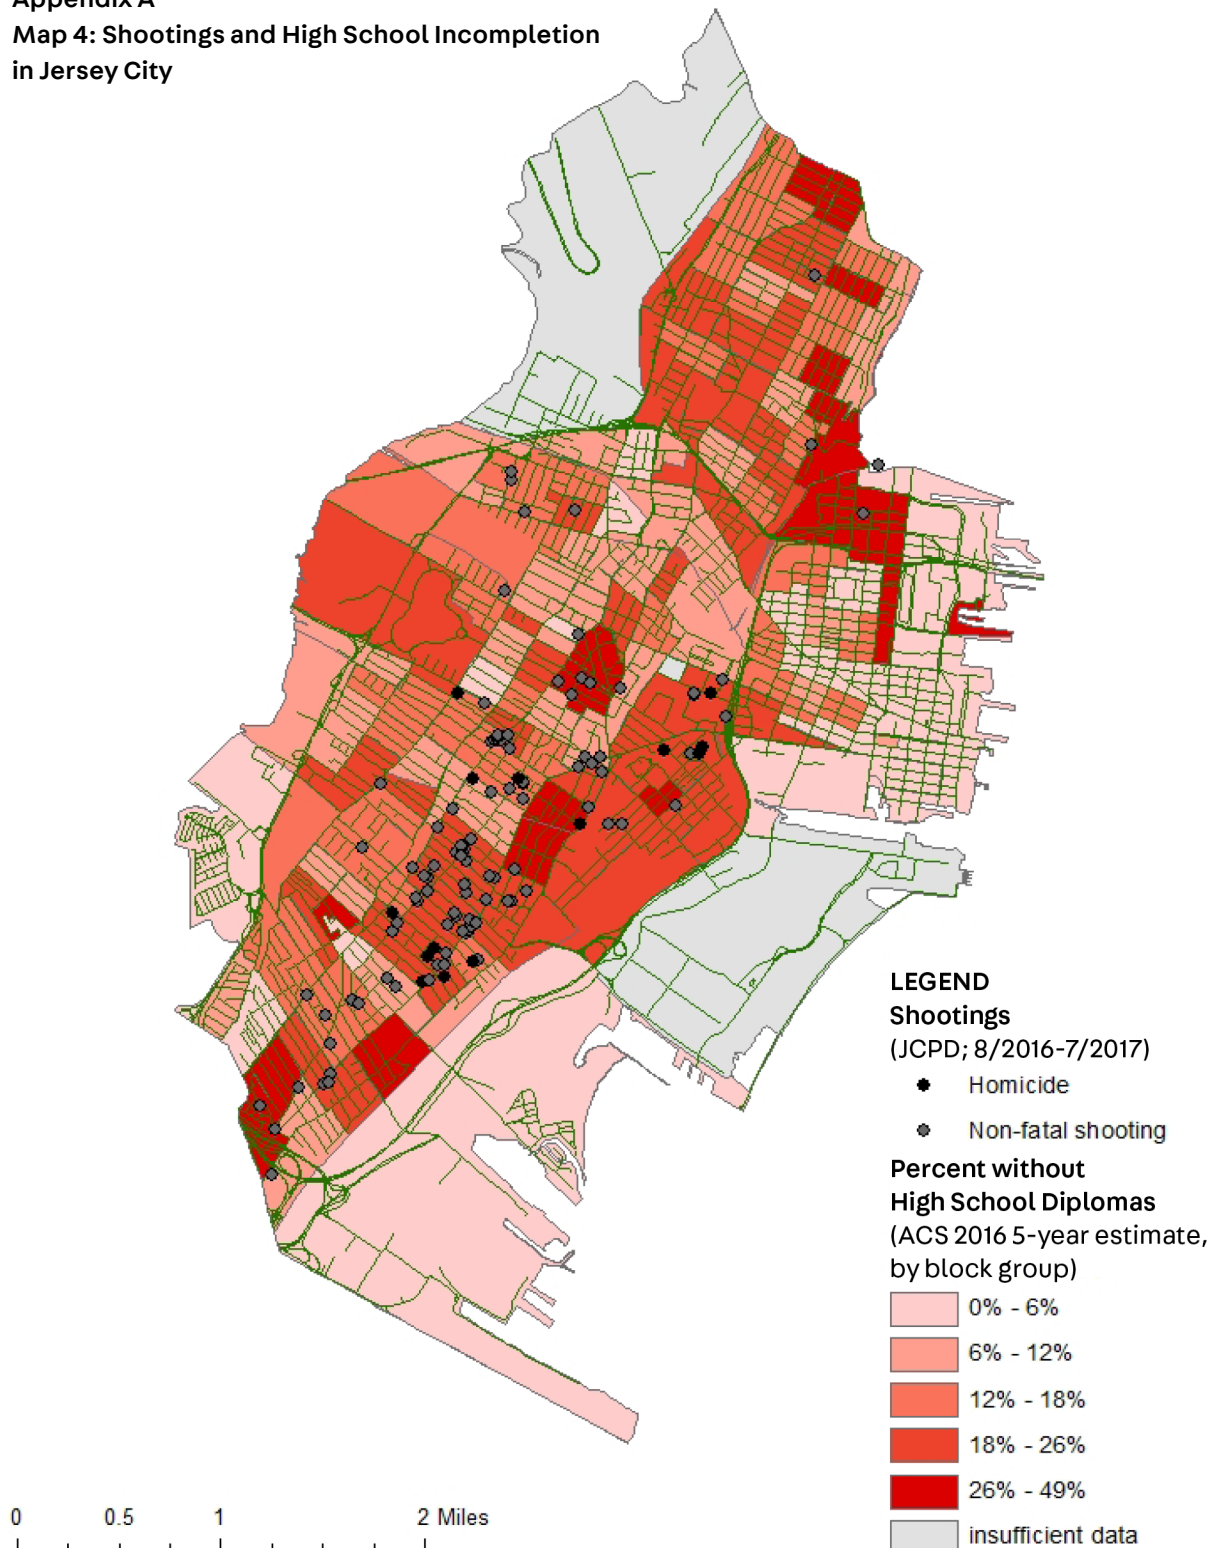 Appendix A
Map 4: Shootings and High School Incompletion
in Jersey City
LEGEND
Shootings
(JCPD; 8/2016-7/2017)
Homicide
Non-fatal shooting
Percent without
High School Diplomas
(ACS 2016 5-year estimate,
by block group)
0% - 6%
6% - 12%
12% - 18%
18% - 26%
26% - 49%
insufficient data
0 0.5 1 2 Miles